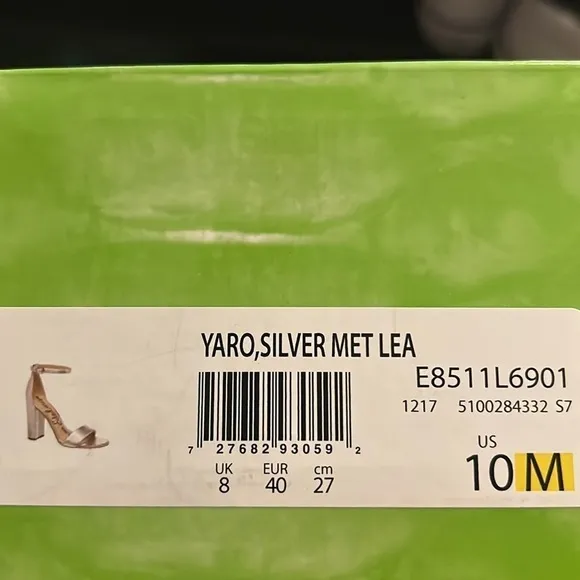 YARO,SILVER MET LEA
E8511L6901
1217 5100284332 S7
7 27682 93059 2
UK EUR cm
8 40 27
US
10 M